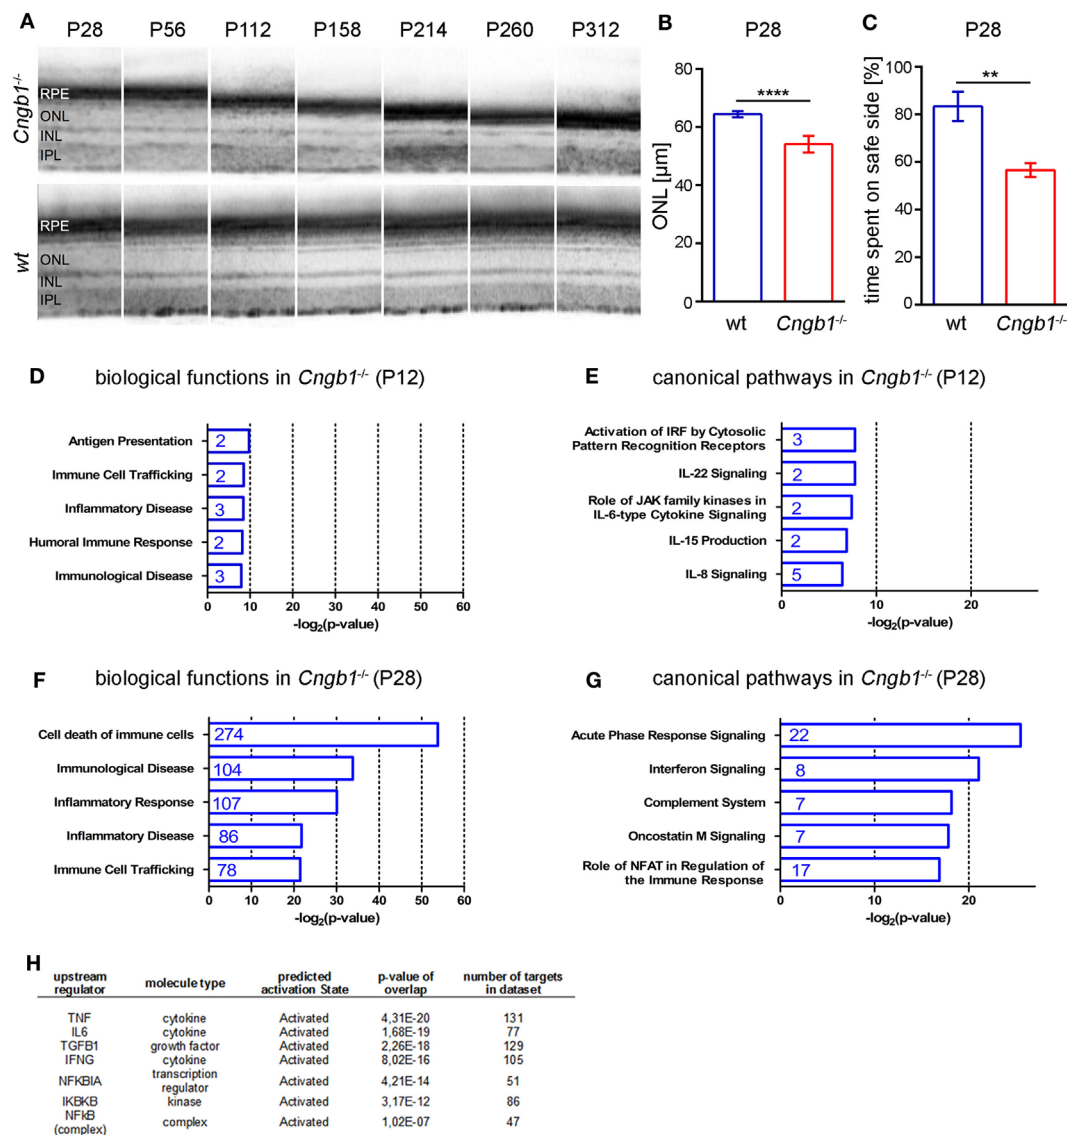 A
P28 P56 P112 P158 P214 P260 P312
Cngb1-/-
RPE
ONL
INL
IPL
wt
RPE
ONL
INL
IPL
B
P28
ONL [µm]
80
60
40
20
0
****
wt Cngb1-/-
C
P28
time spent on safe side [%]
100
80
60
40
20
0
**
wt Cngb1-/-
D biological functions in Cngb1-/- (P12)
Antigen Presentation 2
Immune Cell Trafficking 2
Inflammatory Disease 3
Humoral Immune Response 2
Immunological Disease 3
0 10 20 30 40 50 60
-log2(p-value)
E canonical pathways in Cngb1-/- (P12)
Activation of IRF by Cytosolic
Pattern Recognition Receptors 3
IL-22 Signaling 2
Role of JAK family kinases in
IL-6-type Cytokine Signaling 2
IL-15 Production 2
IL-8 Signaling 5
0 10 20
-log2(p-value)
F biological functions in Cngb1-/- (P28)
Cell death of immune cells 274
Immunological Disease 104
Inflammatory Response 107
Inflammatory Disease 86
Immune Cell Trafficking 78
0 10 20 30 40 50 60
-log2(p-value)
G canonical pathways in Cngb1-/- (P28)
Acute Phase Response Signaling 22
Interferon Signaling 8
Complement System 7
Oncostatin M Signaling 7
Role of NFAT in Regulation of
the Immune Response 17
0 10 20
-log2(p-value)
H
upstream regulator molecule type predicted activation State p-value of overlap number of targets in dataset
TNF cytokine Activated 4,31E-20 131
IL6 cytokine Activated 1,68E-19 77
TGFB1 growth factor Activated 2,26E-18 129
IFNG cytokine Activated 8,02E-16 105
NFKBIA transcription regulator Activated 4,21E-14 51
IKBKB kinase Activated 3,17E-12 86
NFkB (complex) complex Activated 1,02E-07 47